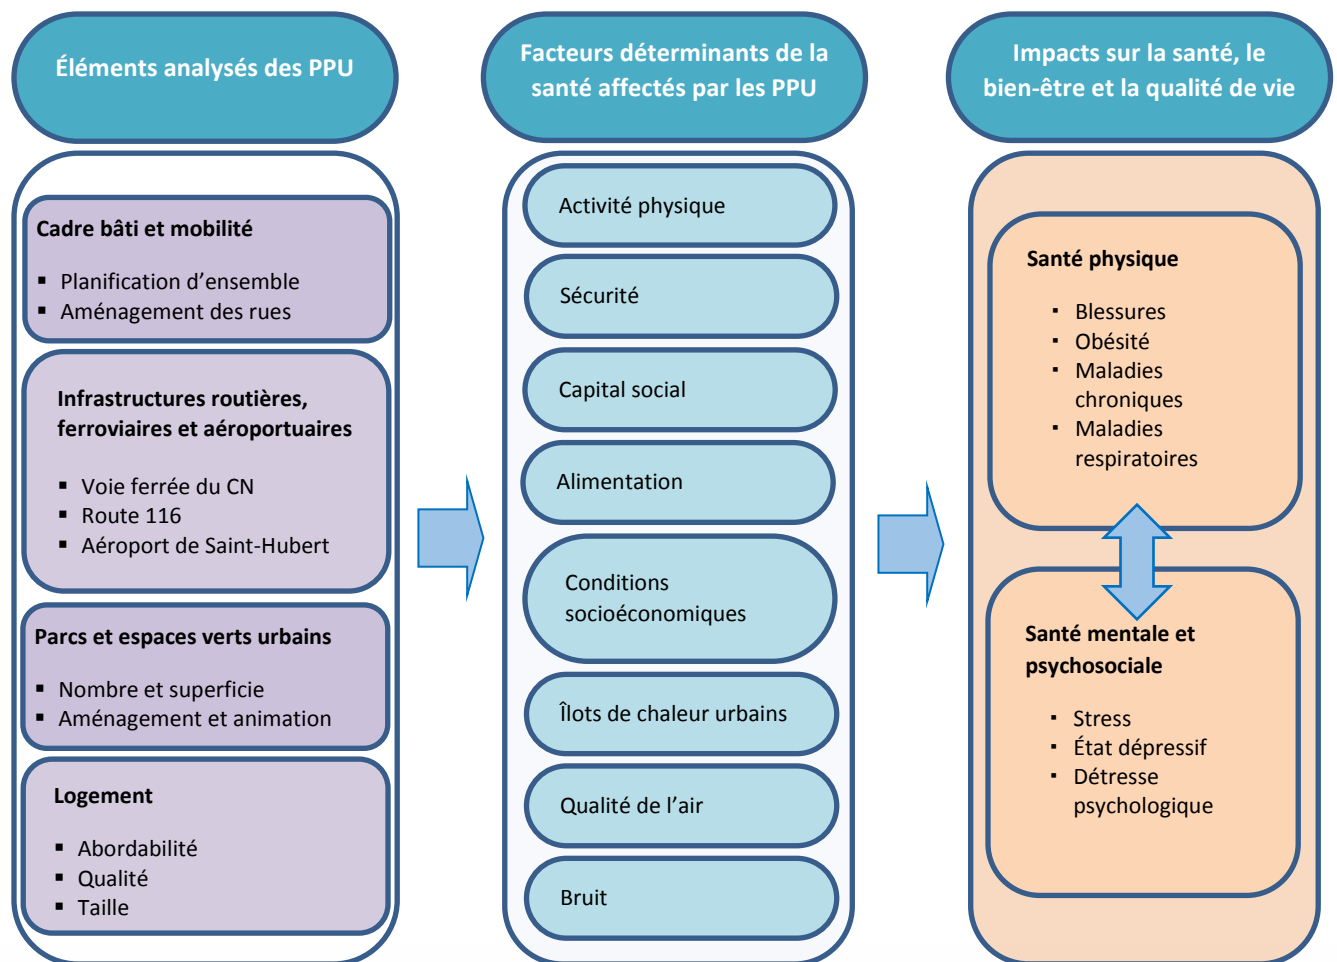 Éléments analysés des PPU
Cadre bâti et mobilité
▪ Planification d’ensemble
▪ Aménagement des rues
Infrastructures routières,
ferroviaires et aéroportuaires
▪ Voie ferrée du CN
▪ Route 116
▪ Aéroport de Saint-Hubert
Parcs et espaces verts urbains
▪ Nombre et superficie
▪ Aménagement et animation
Logement
▪ Abordabilité
▪ Qualité
▪ Taille
Facteurs déterminants de la
santé affectés par les PPU
Activité physique
Sécurité
Capital social
Alimentation
Conditions
socioéconomiques
Îlots de chaleur urbains
Qualité de l’air
Bruit
Impacts sur la santé, le
bien-être et la qualité de vie
Santé physique
▪ Blessures
▪ Obésité
▪ Maladies
chroniques
▪ Maladies
respiratoires
Santé mentale et
psychosociale
▪ Stress
▪ État dépressif
▪ Détresse
psychologique